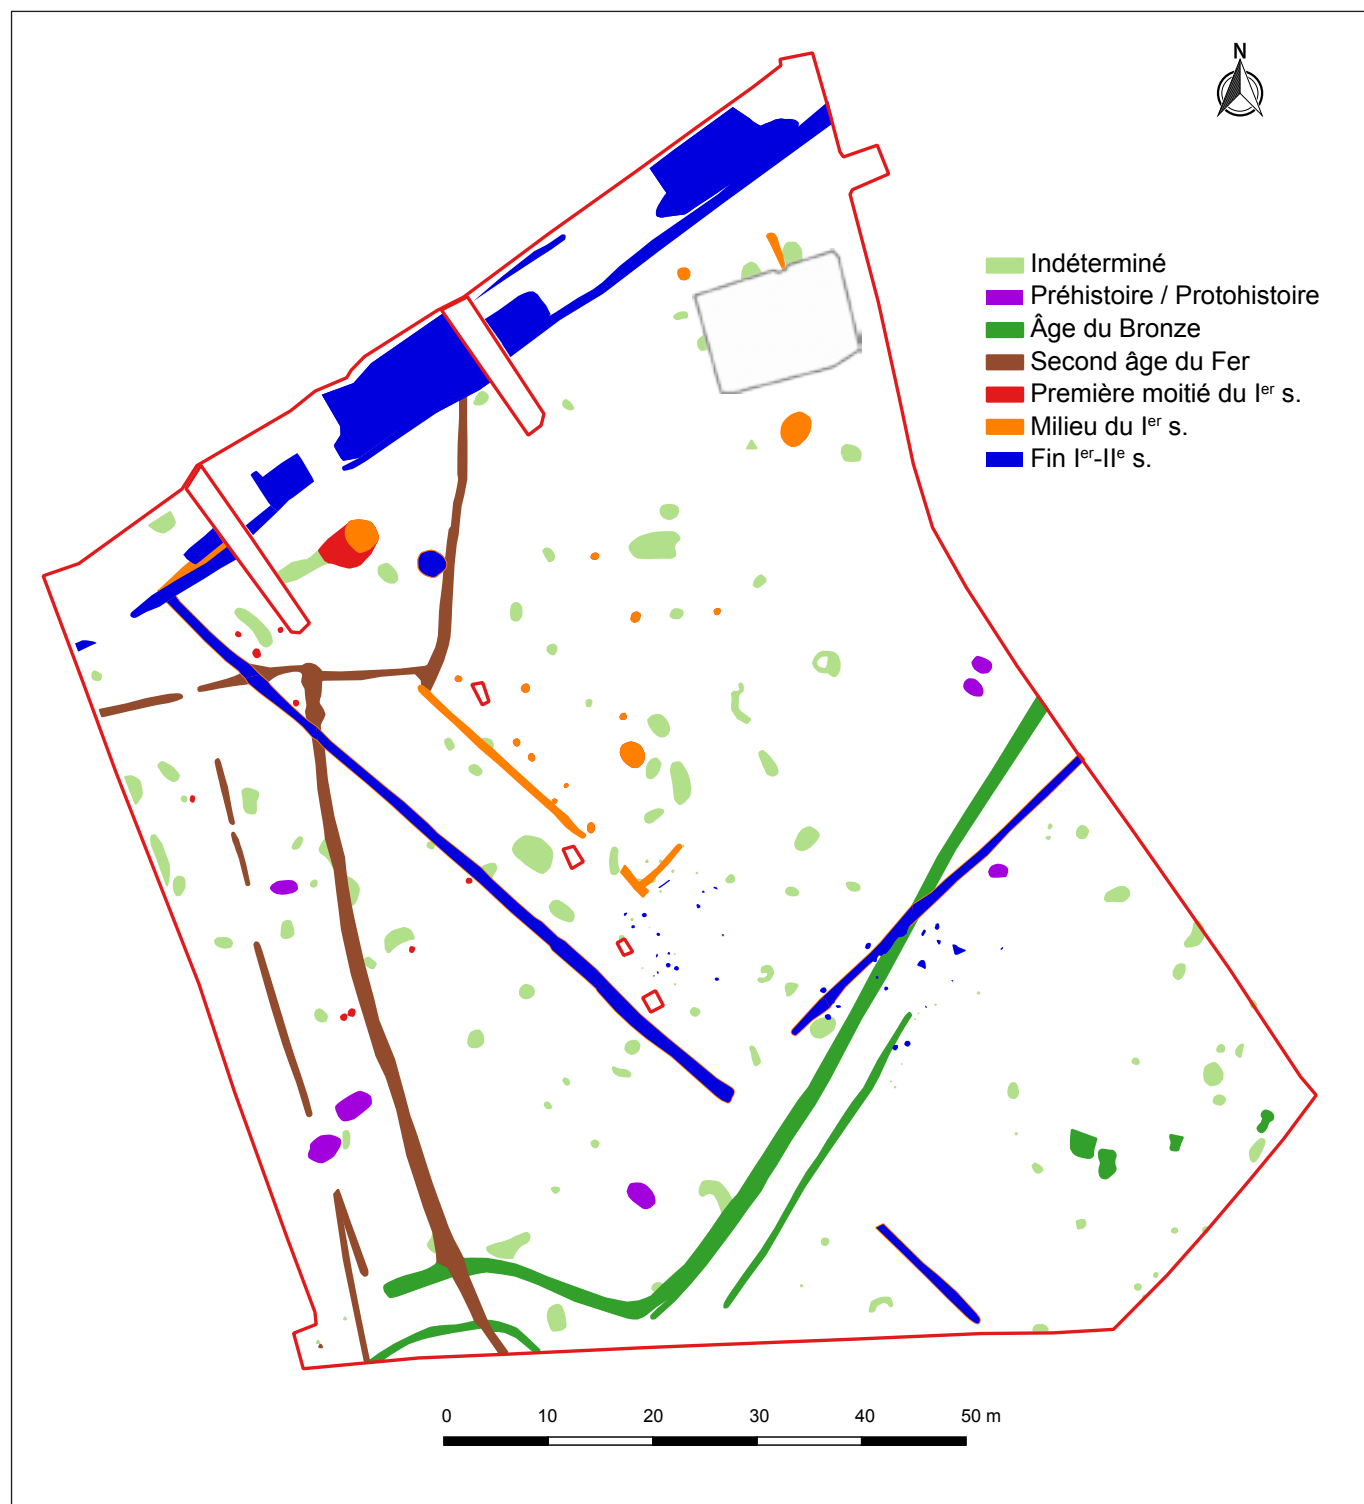 N
Indéterminé
Préhistoire / Protohistoire
Âge du Bronze
Second âge du Fer
Première moitié du Ier s.
Milieu du Ier s.
Fin Ier-IIe s.
0 10 20 30 40 50 m